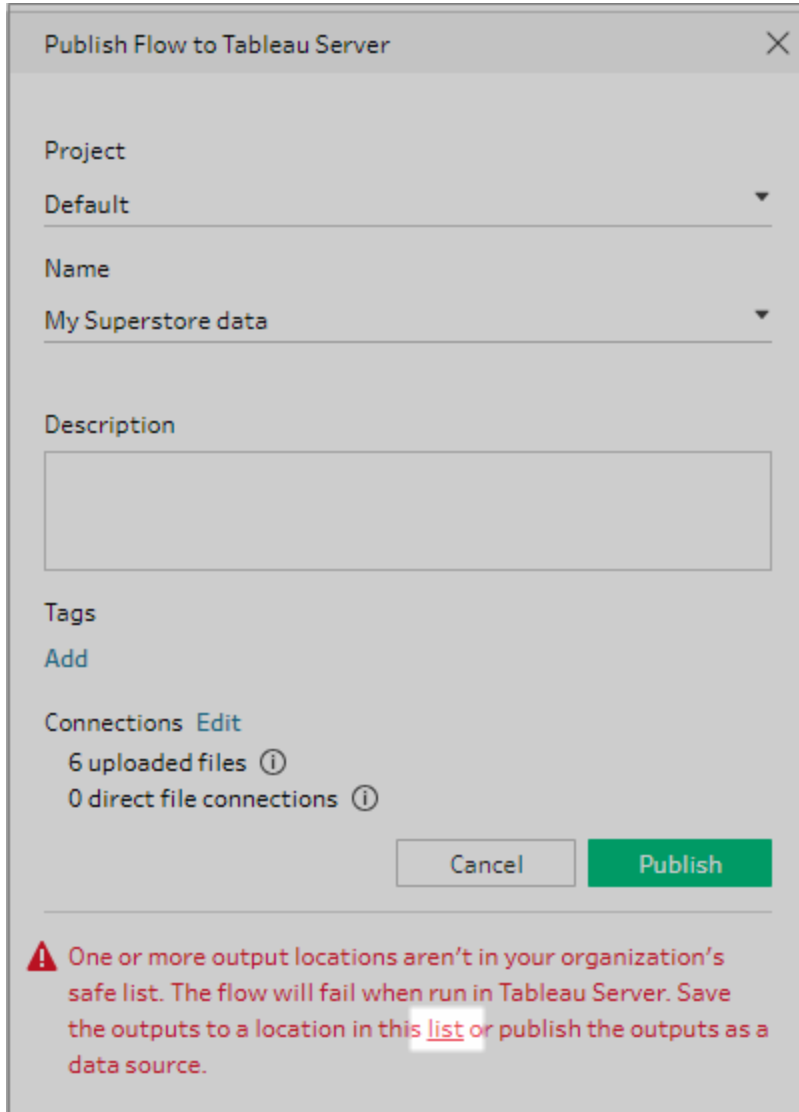 Publish Flow to Tableau Server
Project
Default
Name
My Superstore data
Description
Tags
Add
Connections Edit
6 uploaded files
0 direct file connections
Cancel Publish
One or more output locations aren't in your organization's
safe list. The flow will fail when run in Tableau Server. Save
the outputs to a location in this list or publish the outputs as a
data source.